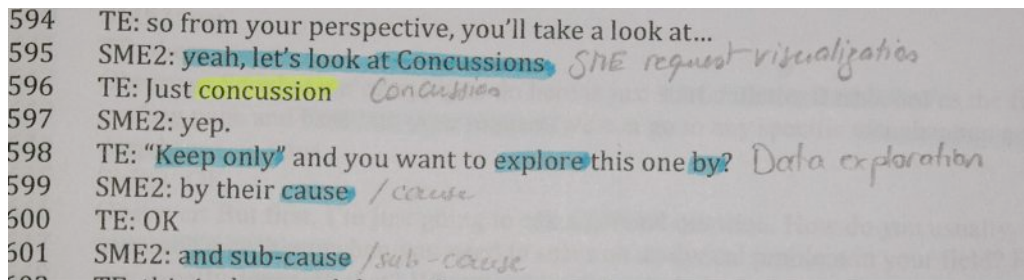 594 TE: so from your perspective, you'll take a look at...
595 SME2: yeah, let's look at Concussions, SME request visualization
596 TE: Just concussion Concussion
597 SME2: yep.
598 TE: “Keep only” and you want to explore this one by? Data exploration
599 SME2: by their cause /cause
600 TE: OK
601 SME2: and sub-cause /sub-cause